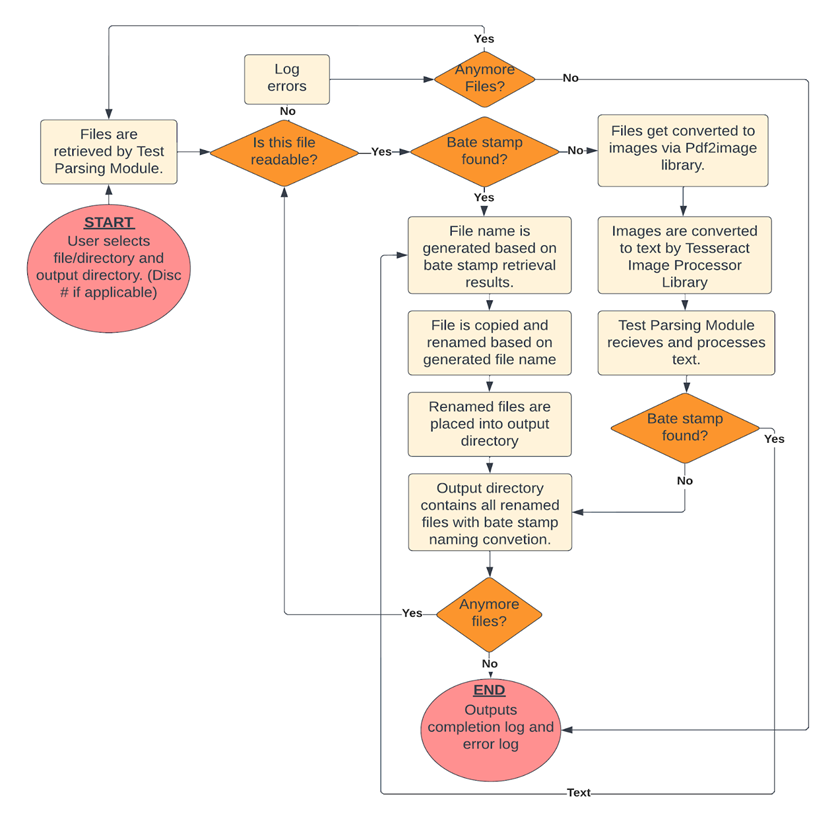 Yes
Log
errors
Anymore
Files?
No
Files are
retrieved by Test
Parsing Module.
No
Is this file
readable?
Yes
Bate stamp
found?
No
Files get converted to
images via Pdf2image
library.
Yes
START
User selects
file/directory and
output directory. (Disc
# if applicable)
File name is
generated based on
bate stamp retrieval
results.
Images are converted
to text by Tesseract
Image Processor
Library
File is copied and
renamed based on
generated file name
Test Parsing Module
recieves and processes
text.
Renamed files are
placed into output
directory
Bate stamp
found?
Yes
No
Output directory
contains all renamed
files with bate stamp
naming convetion.
Anymore
files?
Yes
No
END
Outputs
completion log and
error log
Text